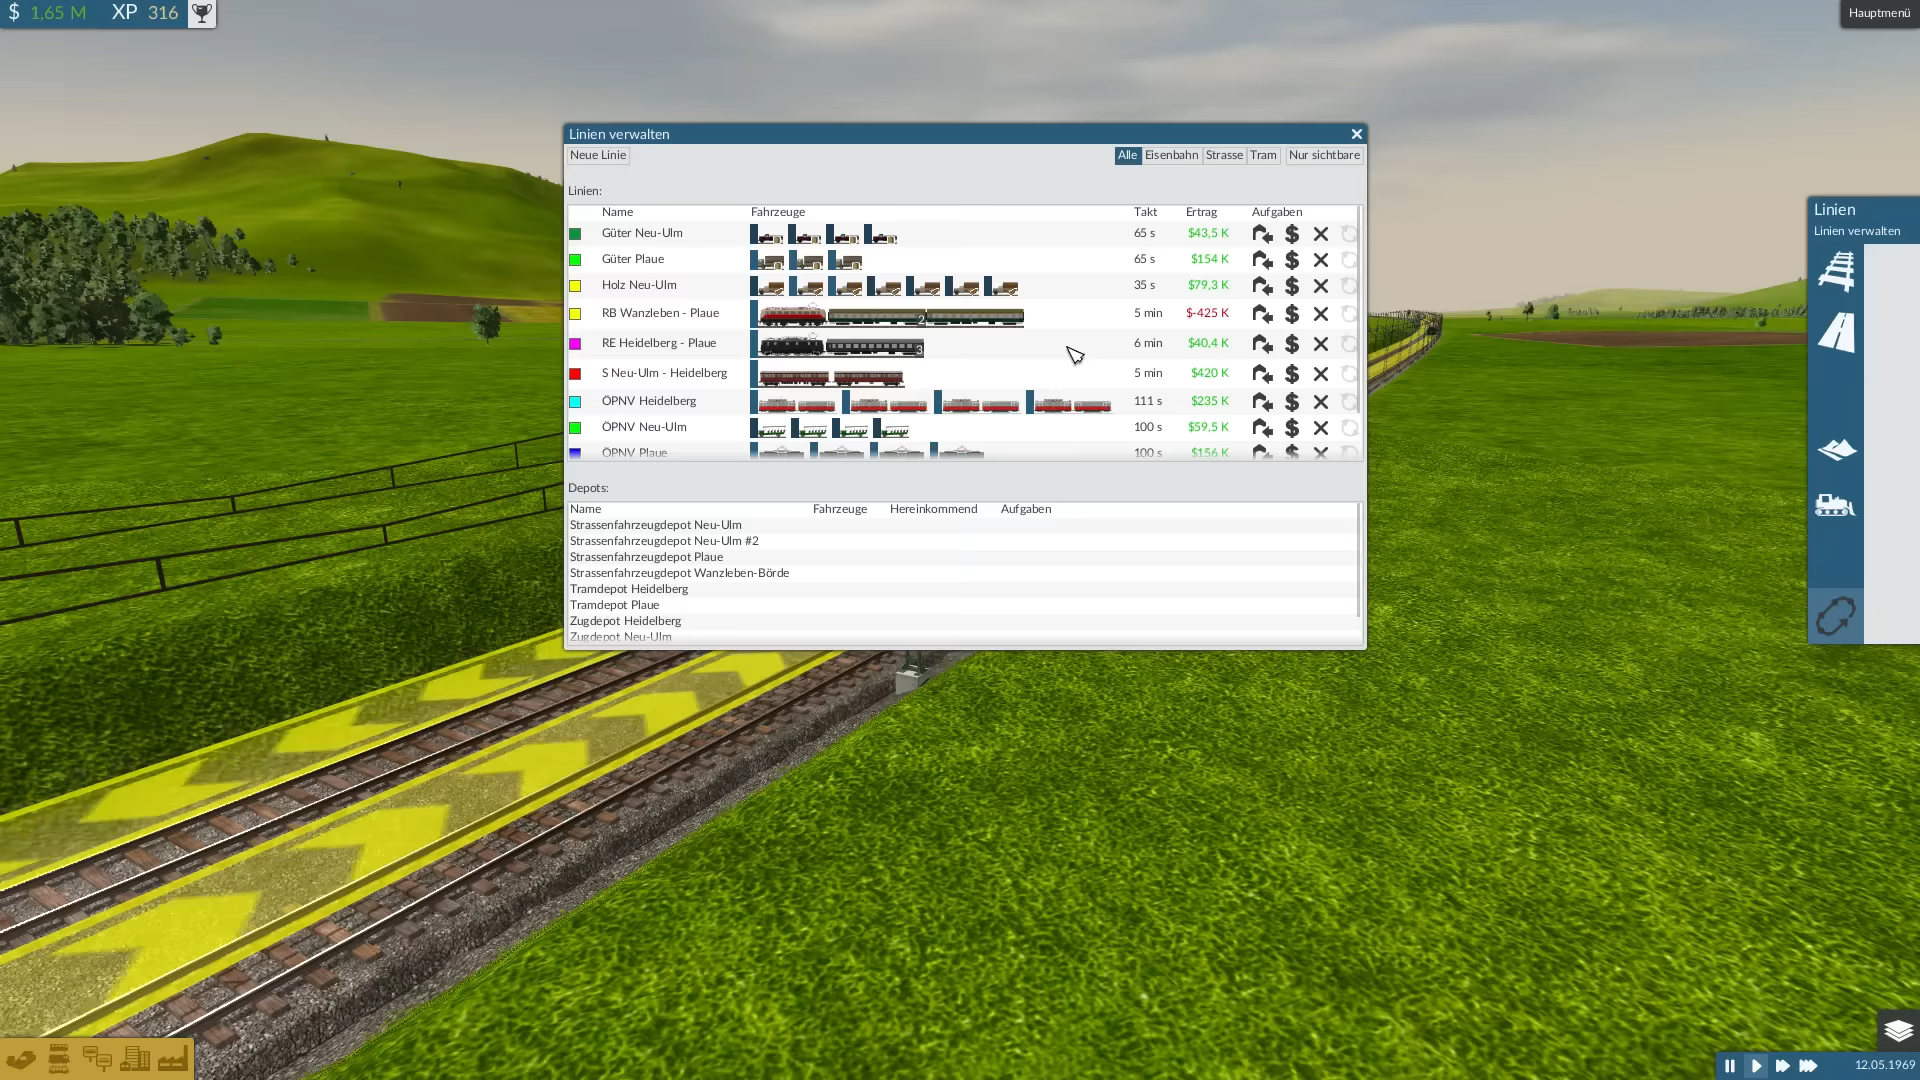 $ 1,65 M XP 316
Hauptmenü
Linien verwalten
Neue Linie Alle Eisenbahn Strasse Tram Nur sichtbare
Linien:
Name Fahrzeuge Takt Ertrag Aufgaben
Güter Neu-Ulm 65 s $43,5 K
Güter Plaue 65 s $154 K
Holz Neu-Ulm 35 s $79,3 K
RB Wanzleben - Plaue 2 5 min $-425 K
RE Heidelberg - Plaue 3 6 min $40,4 K
S Neu-Ulm - Heidelberg 5 min $420 K
ÖPNV Heidelberg 111 s $235 K
ÖPNV Neu-Ulm 100 s $59,5 K
ÖPNV Plaue 100 s $156 K
Depots:
Name Fahrzeuge Hereinkommend Aufgaben
Strassenfahrzeugdepot Neu-Ulm
Strassenfahrzeugdepot Neu-Ulm #2
Strassenfahrzeugdepot Plaue
Strassenfahrzeugdepot Wanzleben-Börde
Tramdepot Heidelberg
Tramdepot Plaue
Zugdepot Heidelberg
Zugdepot Neu-Ulm
Linien
Linien verwalten
12.05.1969